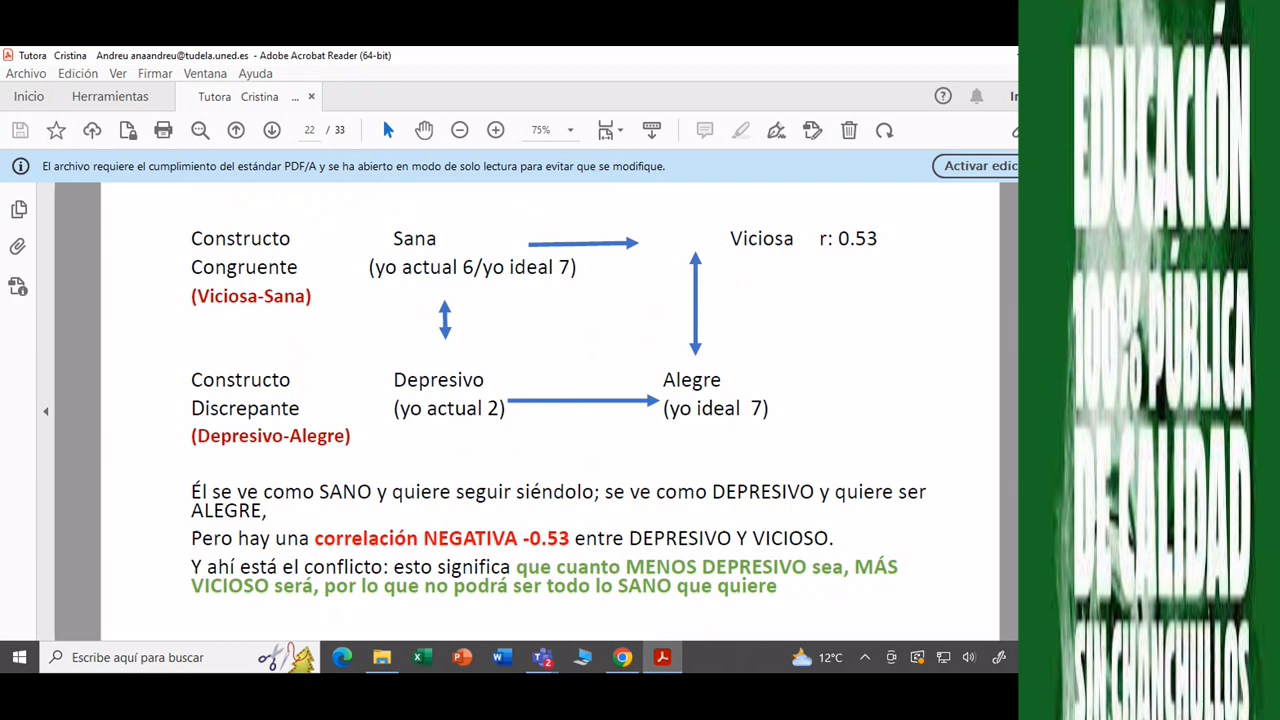 Tutora Cristina Andreu anaandreu@tudela.uned.es - Adobe Acrobat Reader (64-bit)
Archivo Edición Ver Firmar Ventana Ayuda
Inicio Herramientas Tutora Cristina ... ×
22 / 33 75%
El archivo requiere el cumplimiento del estándar PDF/A y se ha abierto en modo de solo lectura para evitar que se modifique. Activar edic
Constructo Sana Viciosa r: 0.53
Congruente (yo actual 6/yo ideal 7)
(Viciosa-Sana)
Constructo Depresivo Alegre
Discrepante (yo actual 2) (yo ideal 7)
(Depresivo-Alegre)
Él se ve como SANO y quiere seguir siéndolo; se ve como DEPRESIVO y quiere ser
ALEGRE,
Pero hay una correlación NEGATIVA -0.53 entre DEPRESIVO Y VICIOSO.
Y ahí está el conflicto: esto significa que cuanto MENOS DEPRESIVO sea, MÁS
VICIOSO será, por lo que no podrá ser todo lo SANO que quiere
Escribe aquí para buscar 12°C
EDUCACIÓN
100% PÚBLICA
DE CALIDAD
SIN CHANCHULLOS